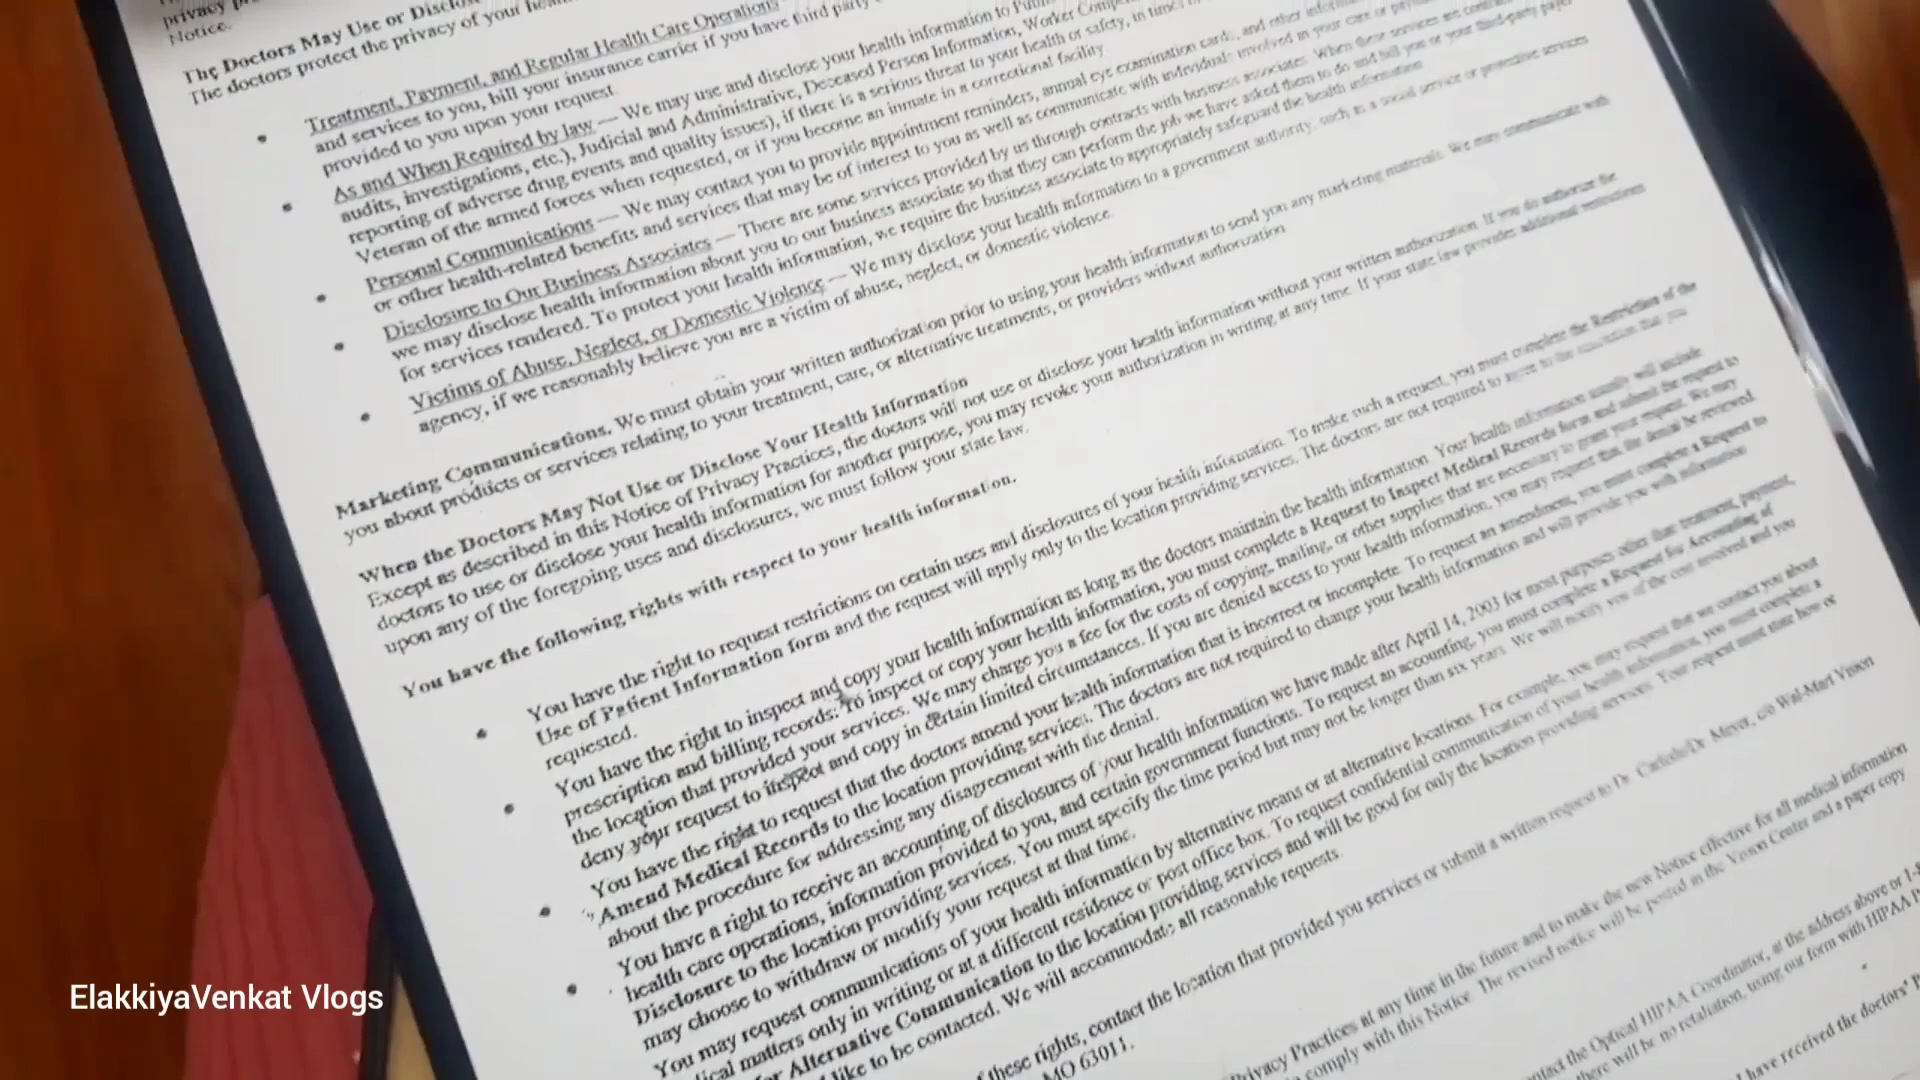 privacy
Notice.
The Doctors May Use or Disclos
The doctors protect the privacy of your
Treatment, Payment, and Regular Health Care Operations
and services to you, bill your insurance carrier if you have third party
provided to you upon your request.
As and When Required by law — We may use and disclose your health information to
audits, investigations, etc.), Judicial and Administrative, Deceased Person Information, Worker
reporting of adverse drug events and quality issues), if there is a serious threat to your health or safety, in
Veteran of the armed forces when requested, or if you become an inmate in a correctional facility.
Personal Communications — We may contact you to provide appointment reminders, annual eye examination cards, and other
or other health-related benefits and services that may be of interest to you as well as communicate with individuals involved in your care or
Disclosure to Our Business Associates — There are some services provided by us through contracts with business associates. When these services are
we may disclose health information about you to our business associate so that they can perform the job we have asked them to do and bill you or your third-party payer
for services rendered. To protect your health information, we require the business associate to appropriately safeguard the health information.
Victims of Abuse, Neglect, or Domestic Violence — We may disclose your health information to a government authority, such as a social service or protective services
agency, if we reasonably believe you are a victim of abuse, neglect, or domestic violence.
Marketing Communications. We must obtain your written authorization prior to using your health information to send you any marketing materials. We may communicate with
you about products or services relating to your treatment, care, or alternative treatments, or providers without authorization.
When the Doctors May Not Use or Disclose Your Health Information
Except as described in this Notice of Privacy Practices, the doctors will not use or disclose your health information without your written authorization. If you do authorize the
doctors to use or disclose your health information for another purpose, you may revoke your authorization in writing at any time. If your state law provides additional restrictions
upon any of the foregoing uses and disclosures, we must follow your state law.
You have the following rights with respect to your health information.
You have the right to request restrictions on certain uses and disclosures of your health information. To make such a request, you must complete the Restriction of the
Use of Patient Information form and the request will apply only to the location providing services. The doctors are not required to agree to the restriction that you
requested.
You have the right to inspect and copy your health information as long as the doctors maintain the health information. Your health information usually will include
prescription and billing records. To inspect or copy your health information, you must complete a Request to Inspect Medical Records form and submit the request to
the location that provided your services. We may charge you a fee for the costs of copying, mailing, or other supplies that are necessary to grant your request. We may
deny your request to inspect and copy in certain limited circumstances. If you are denied access to your health information, you may request that the denial be reviewed.
You have the right to request that the doctors amend your health information that is incorrect or incomplete. To request an amendment, you must complete a Request to
Amend Medical Records to the location providing services. The doctors are not required to change your health information and will provide you with information
about the procedure for addressing any disagreement with the denial.
You have a right to receive an accounting of disclosures of your health information we have made after April 14, 2003 for most purposes other than treatment, payment,
health care operations, information provided to you, and certain government functions. To request an accounting, you must complete a Request for Accounting of
Disclosure to the location providing services. You must specify the time period but may not be longer than six years. We will notify you of the cost involved and you
may choose to withdraw or modify your request at that time.
You may request communications of your health information by alternative means or at alternative locations. For example, you may request that we contact you about
medical matters only in writing or at a different residence or post office box. To request confidential communication of your health information, you must complete a
for Alternative Communication to the location providing services and will be good for only the location providing services. Your request must state how or
like to be contacted. We will accommodate all reasonable requests.
these rights, contact the location that provided you services or submit a written request to Dr. Meyer, c/o Wal-Mart Vision
MO 63011.
Privacy Practices at any time in the future and to make the new Notice effective for all medical information
comply with this Notice. The revised notice will be posted in the Vision Center and a paper copy
contact the Optical HIPAA Coordinator, at the address above or
there will be no retaliation, using our form with HIPAA
have received the doctors'
ElakkiyaVenkat Vlogs